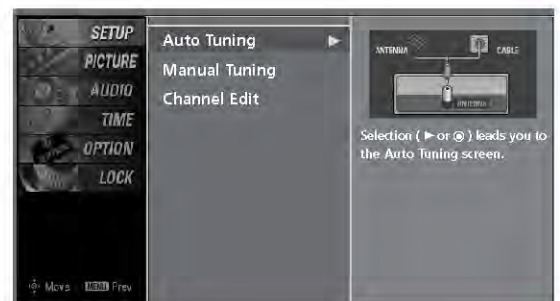 SETUP
PICTURE
AUDIO
TIME
OPTION
LOCK
Move MENU Prev
Auto Tuning ►
Manual Tuning
Channel Edit
ANTENNA
CABLE
ANTENNA
Selection ( ► or ◉ ) leads you to
the Auto Tuning screen.